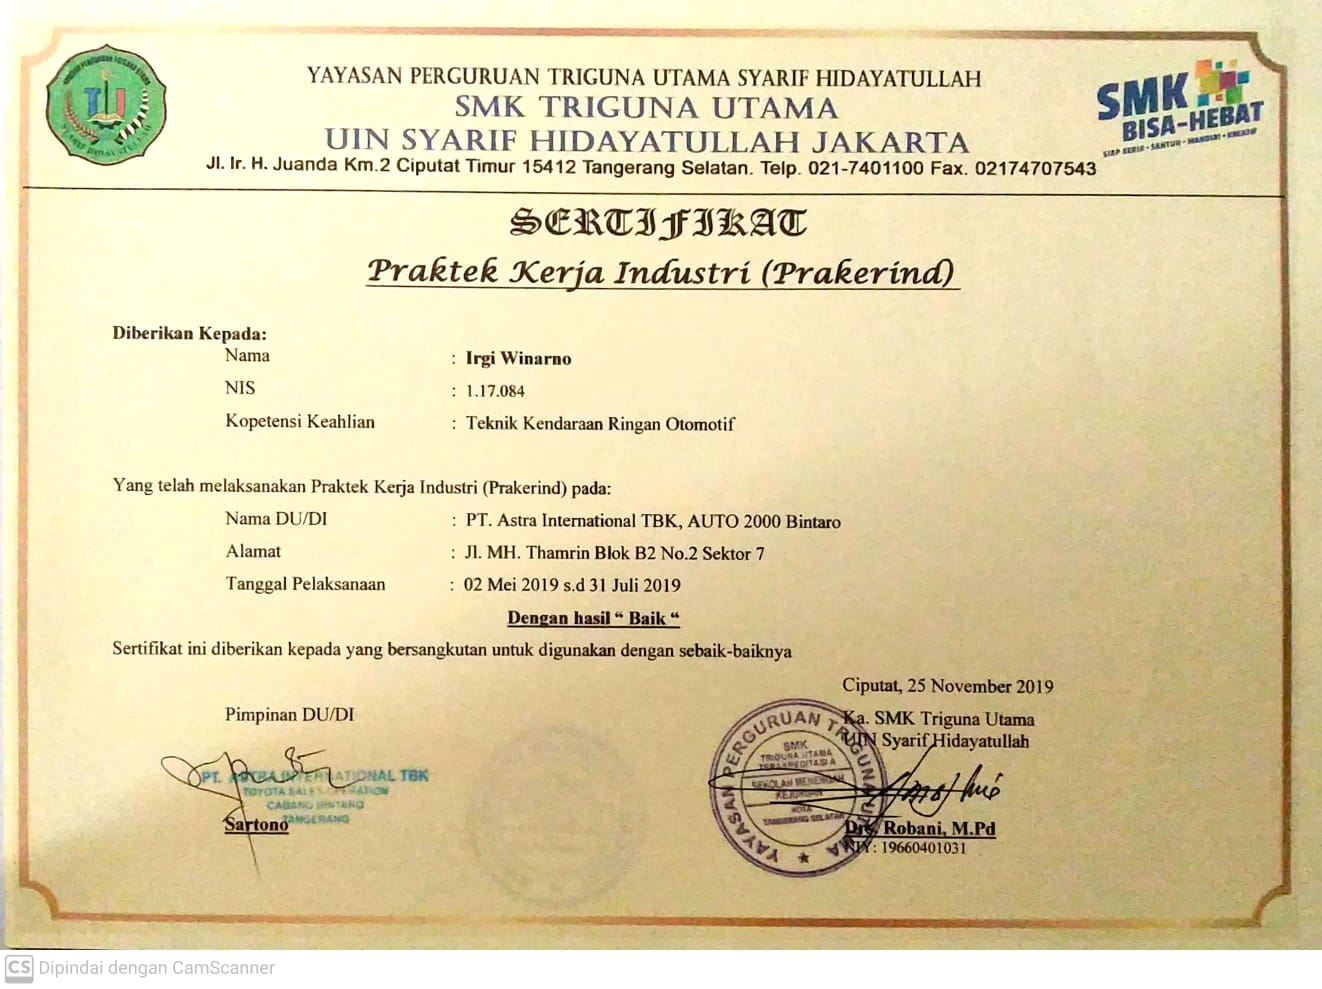 YAYASAN PERGURUAN TRIGUNA UTAMA SYARIF HIDAYATULLAH
SMK TRIGUNA UTAMA
UIN SYARIF HIDAYATULLAH JAKARTA
Jl. Ir. H. Juanda Km.2 Ciputat Timur 15412 Tangerang Selatan. Telp. 021-7401100 Fax. 02174707543
SMK
BISA-HEBAT
SIAP KERJA - SANTUN - MANDIRI - KREATIF
SERTIFIKAT
Praktek Kerja Industri (Prakerind)
Diberikan Kepada:
Nama : Irgi Winarno
NIS : 1.17.084
Kopetensi Keahlian : Teknik Kendaraan Ringan Otomotif
Yang telah melaksanakan Praktek Kerja Industri (Prakerind) pada:
Nama DU/DI : PT. Astra International TBK, AUTO 2000 Bintaro
Alamat : Jl. MH. Thamrin Blok B2 No.2 Sektor 7
Tanggal Pelaksanaan : 02 Mei 2019 s.d 31 Juli 2019
Dengan hasil “ Baik “
Sertifikat ini diberikan kepada yang bersangkutan untuk digunakan dengan sebaik-baiknya
Ciputat, 25 November 2019
Pimpinan DU/DI
Ka. SMK Triguna Utama
UIN Syarif Hidayatullah
PT. ASTRA INTERNATIONAL TBK
TOYOTA SALES OPERATION
CABANG BINTARO
TANGERANG
Sartono
YAYASAN PERGURUAN TRIGUNA UTAMA
SMK
TRIGUNA UTAMA
TERAKREDITASI A
SEKOLAH MENENGAH
KEJURUAN
KOTA
TANGERANG SELATAN
Drs. Robani, M.Pd
NIY: 19660401031
CS Dipindai dengan CamScanner